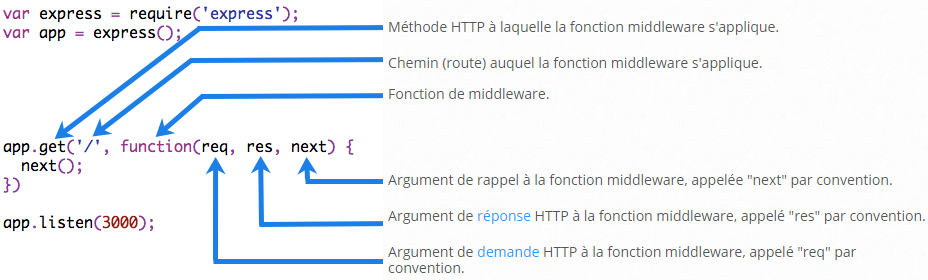 var express = require('express');
var app = express();
Méthode HTTP à laquelle la fonction middleware s'applique.
Chemin (route) auquel la fonction middleware s'applique.
Fonction de middleware.
app.get('/', function(req, res, next) {
next();
})
app.listen(3000);
Argument de rappel à la fonction middleware, appelée "next" par convention.
Argument de réponse HTTP à la fonction middleware, appelé "res" par convention.
Argument de demande HTTP à la fonction middleware, appelé "req" par
convention.